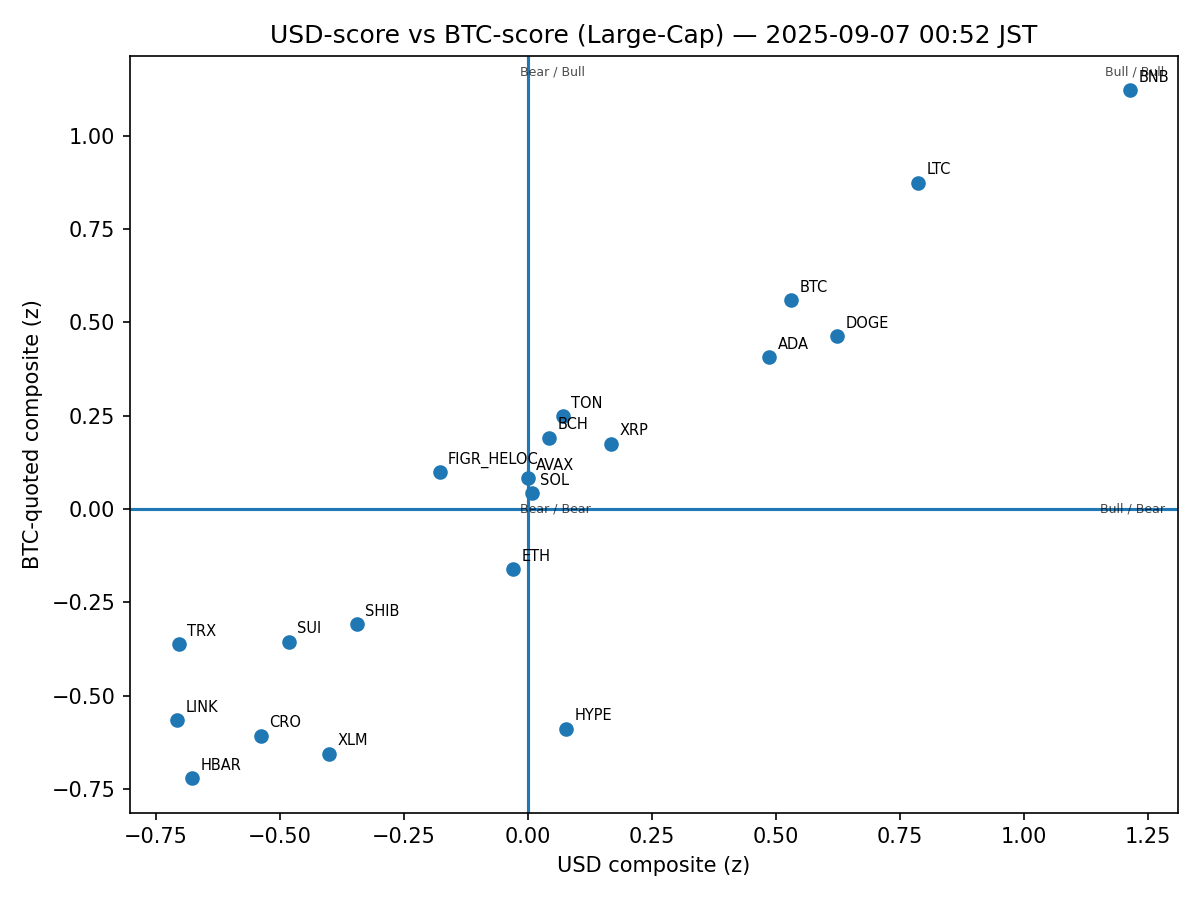 USD-score vs BTC-score (Large-Cap) — 2025-09-07 00:52 JST
Bear / Bull
Bull / Bull
BNB
LTC
BTC
DOGE
ADA
TON
BCH
XRP
FIGR_HELOC
AVAX
SOL
Bear / Bear
Bull / Bear
ETH
SHIB
SUI
TRX
LINK
CRO
HYPE
XLM
HBAR
1.00
0.75
0.50
0.25
0.00
−0.25
−0.50
−0.75
BTC-quoted composite (z)
−0.75 −0.50 −0.25 0.00 0.25 0.50 0.75 1.00 1.25
USD composite (z)